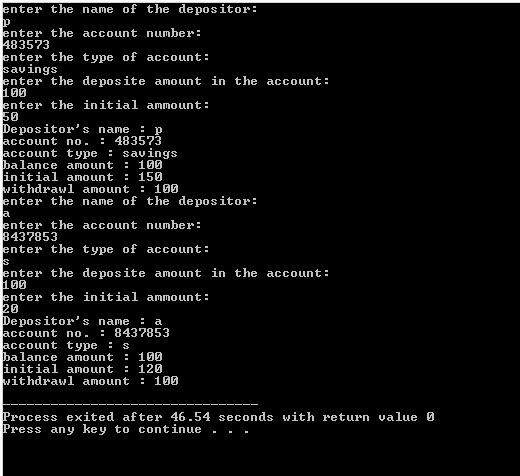 enter the name of the depositor:
p
enter the account number:
483573
enter the type of account:
savings
enter the deposite amount in the account:
100
enter the initial ammount:
50
Depositor's name : p
account no. : 483573
account type : savings
balance amount : 100
initial amount : 150
withdrawl amount : 100
enter the name of the depositor:
a
enter the account number:
8437853
enter the type of account:
s
enter the deposite amount in the account:
100
enter the initial ammount:
20
Depositor's name : a
account no. : 8437853
account type : s
balance amount : 100
initial amount : 120
withdrawl amount : 100
--------------------------------
Process exited after 46.54 seconds with return value 0
Press any key to continue . . .